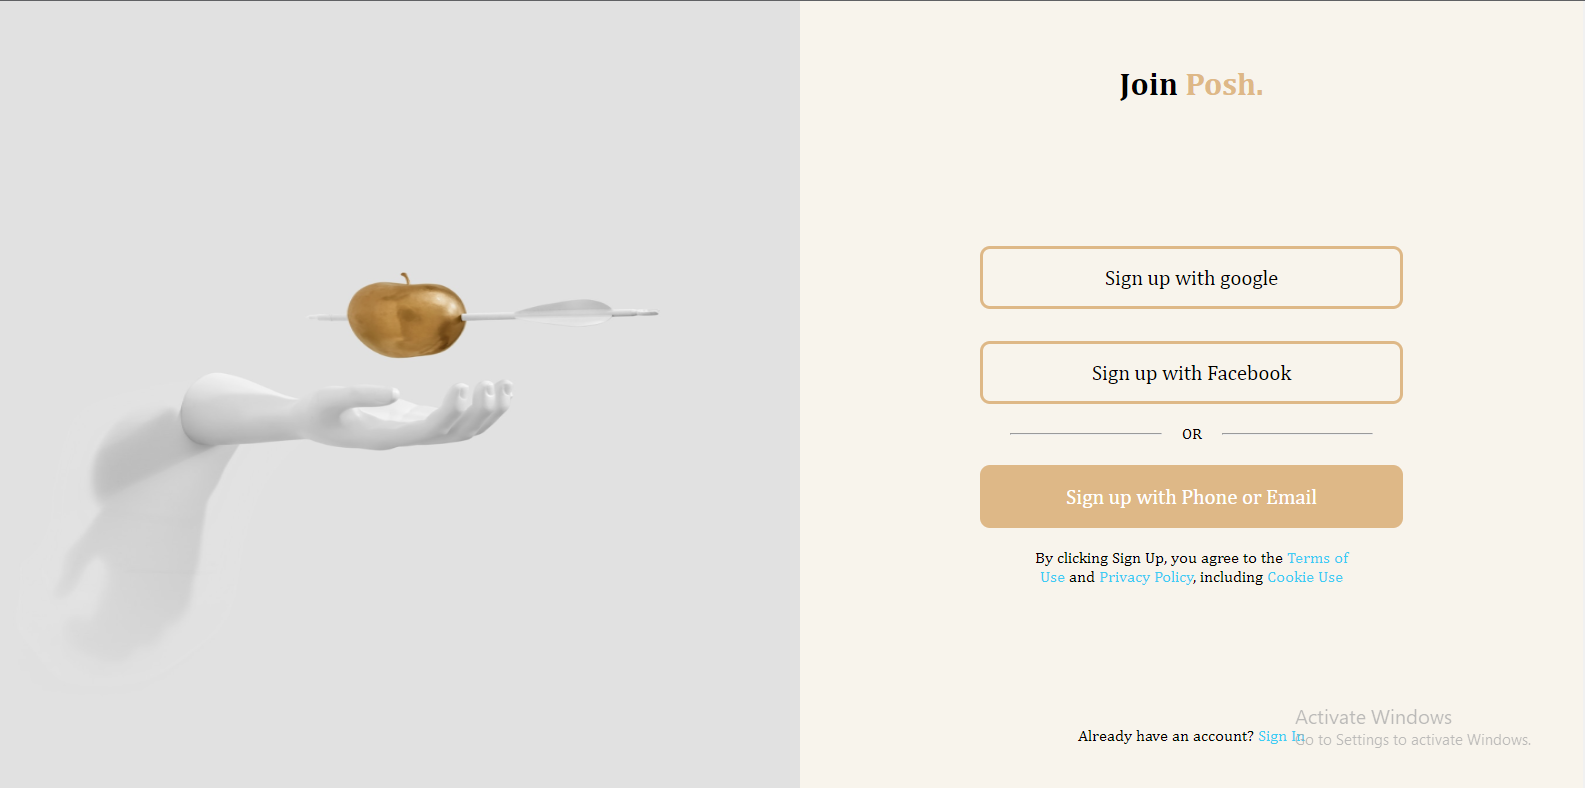 Join Posh.
Sign up with google
Sign up with Facebook
OR
Sign up with Phone or Email
By clicking Sign Up, you agree to the Terms of
Use and Privacy Policy, including Cookie Use
Activate Windows
Already have an account? Sign In
Go to Settings to activate Windows.